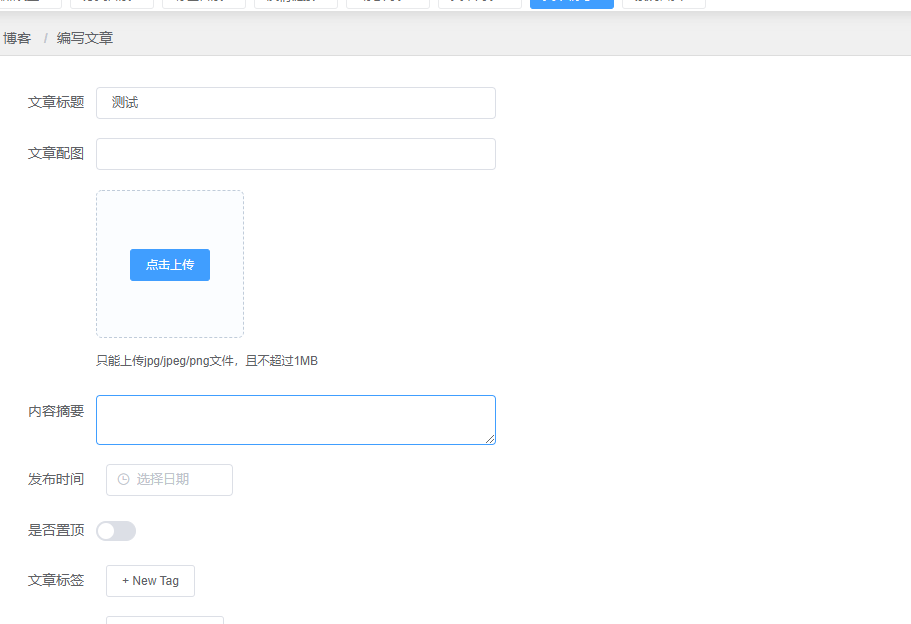 博客 / 编写文章
文章标题 测试
文章配图
点击上传
只能上传jpg/jpeg/png文件，且不超过1MB
内容摘要
发布时间 选择日期
是否置顶
文章标签 + New Tag